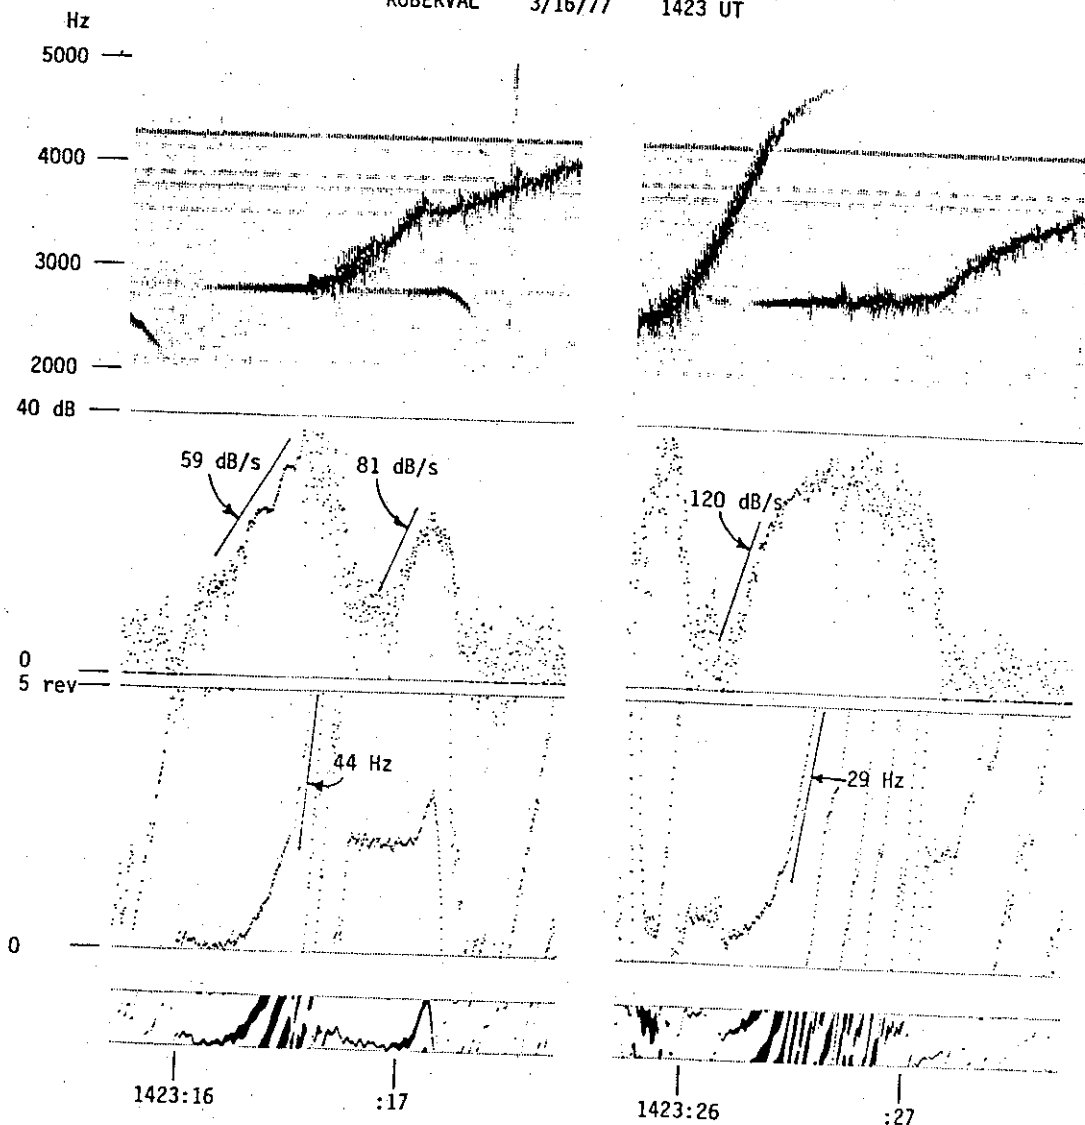 ROBERVAL 3/16/77 1423 UT
Hz
5000
4000
3000
2000
40 dB
59 dB/s
81 dB/s
120 dB/s
0
5 rev
44 Hz
29 Hz
0
1423:16
:17
1423:26
:27